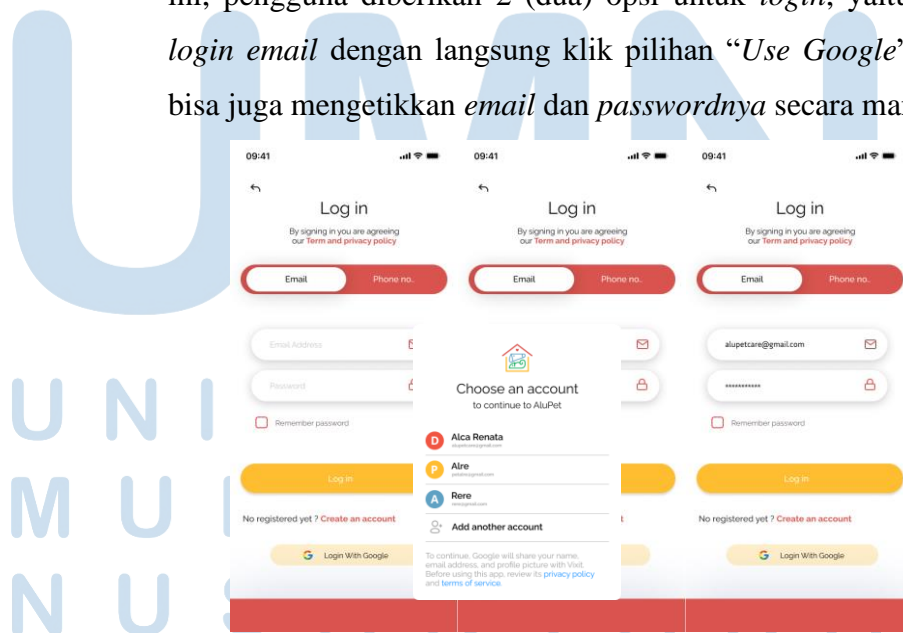 ini, pengguna diberikan 2 (dua) opsi untuk login, yaitu
login email dengan langsung klik pilihan “Use Google”
bisa juga mengetikkan email dan passwordnya secara
UMN
UNI
MU
NUS
09:41
Log in
By signing in you are agreeing
our Term and privacy policy
Email Phone no..
Email Address
Password
Remember password
Log in
No registered yet ? Create an account
Login With Google
09:41
Log in
By signing in you are agreeing
our Term and privacy policy
Email Phone no..
Choose an account
to continue to AluPet
D Alca Renata
alupetcare@gmail.com
P Alre
A Rere
Add another account
To continue, Google will share your name,
email address, and profile picture with Vixit.
Before using this app, review its privacy policy
and terms of service.
09:41
Log in
By signing in you are agreeing
our Term and privacy policy
Email Phone no..
alupetcare@gmail.com
***********
Remember password
Log in
No registered yet ? Create an account
Login With Google